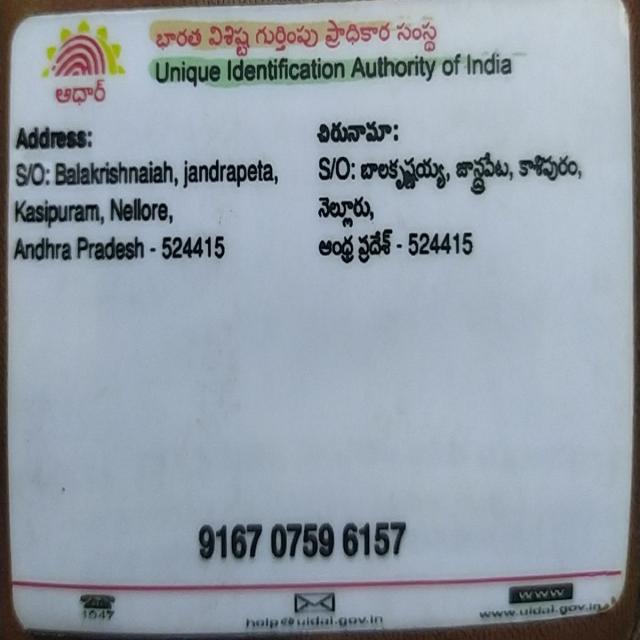 భారత విశిష్ట గుర్తింపు ప్రాధికార సంస్థ
Unique Identification Authority of India
ఆధార్
Address:
S/O: Balakrishnaiah, jandrapeta,
Kasipuram, Nellore,
Andhra Pradesh - 524415
చిరునామా:
S/O: బాలకృష్ణయ్య, జాన్డ్రపేట, కాశిపురం,
నెల్లూరు,
ఆంధ్ర ప్రదేశ్ - 524415
9167 0759 6157
1947
help@uidai.gov.in
WWW
www.uidai.gov.in